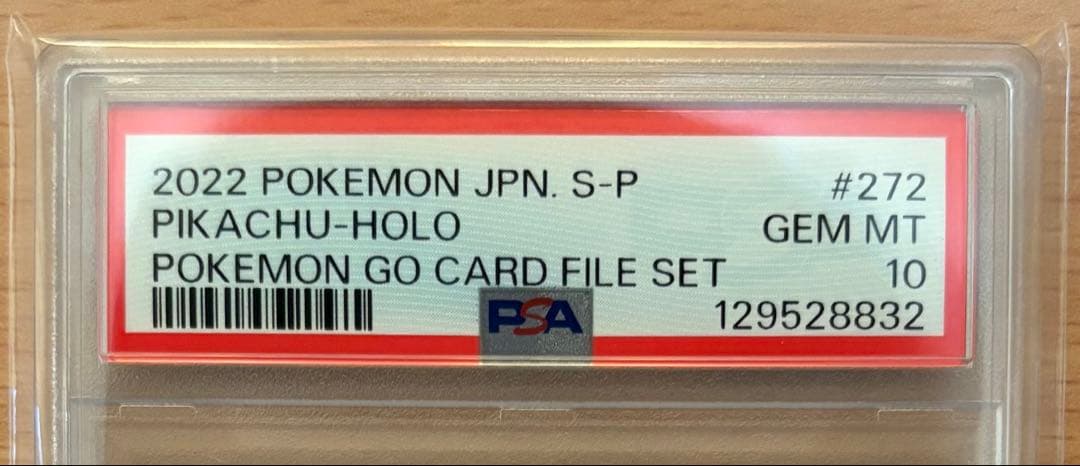 2022 POKEMON JPN. S-P #272
PIKACHU-HOLO GEM MT
POKEMON GO CARD FILE SET 10
PSA 129528832